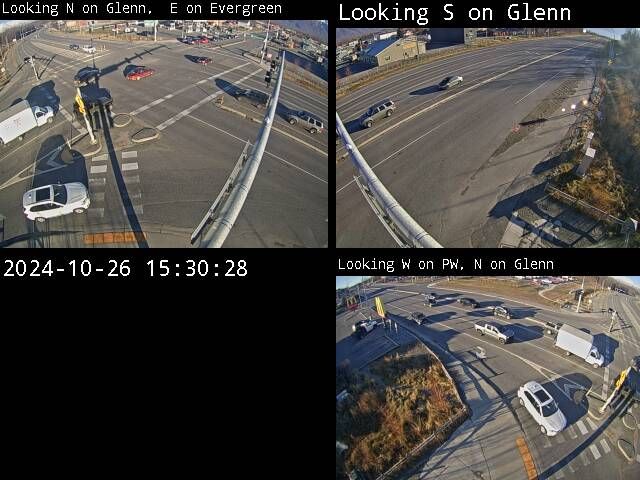 Looking N on Glenn,  E on Evergreen
Looking S on Glenn
2024-10-26 15:30:28
Looking W on PW, N on Glenn